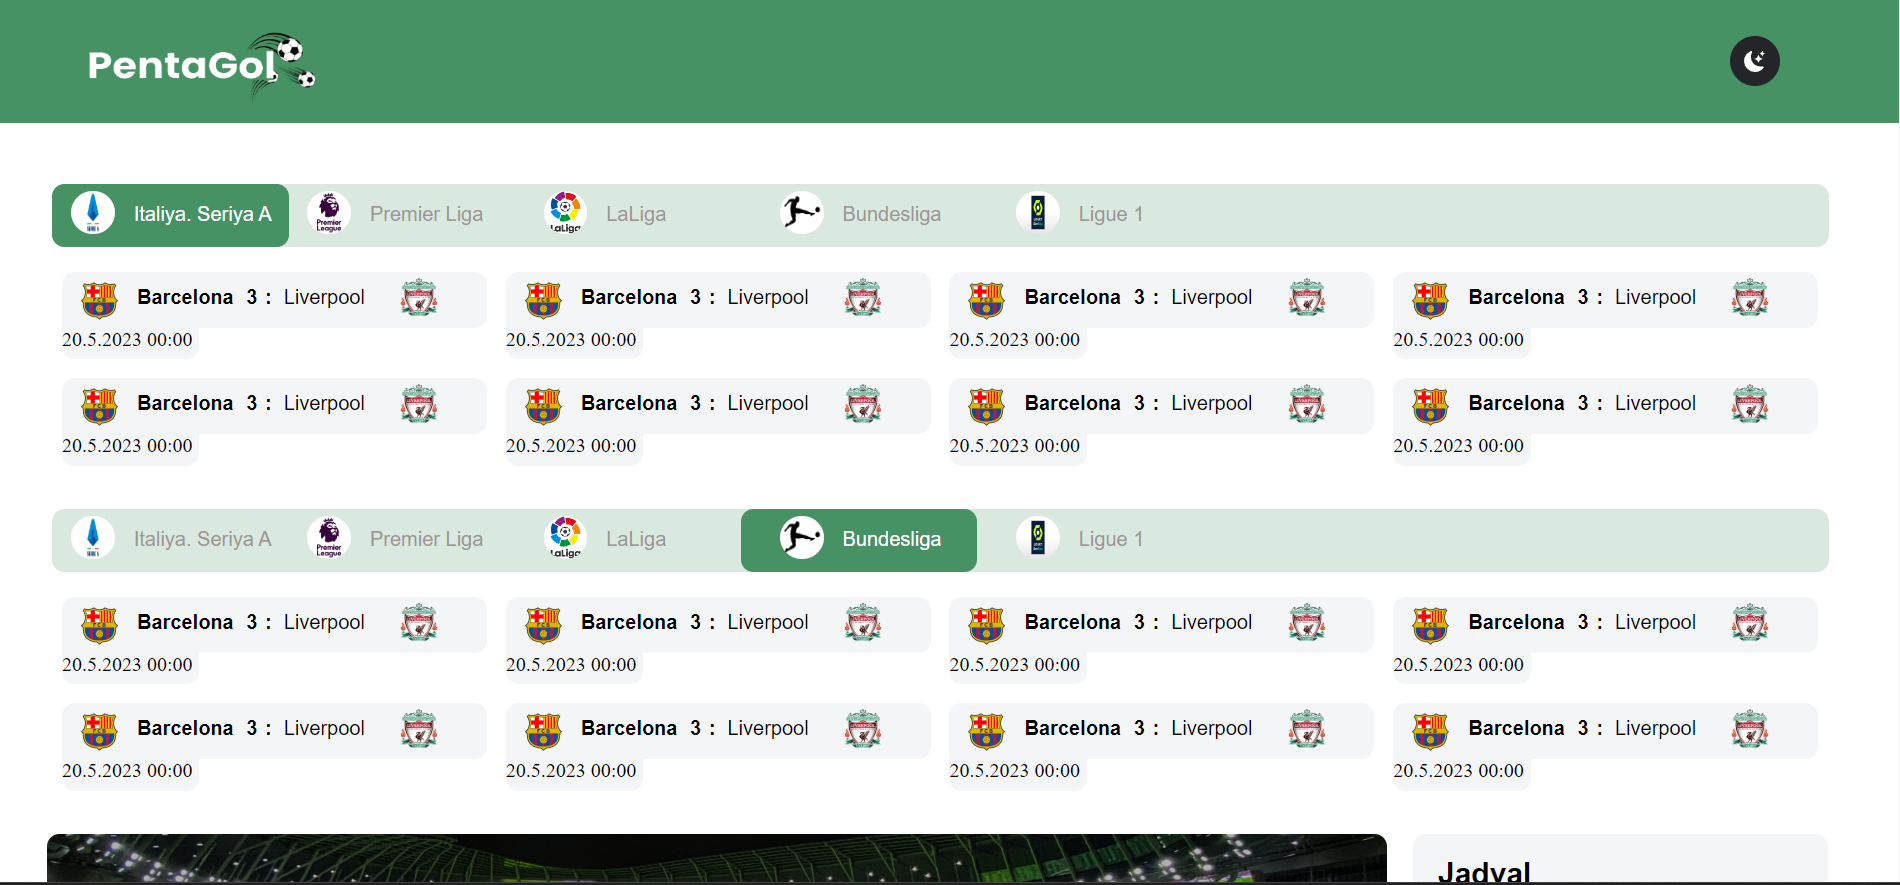 PentaGol
Italiya. Seriya A Premier Liga LaLiga Bundesliga Ligue 1
Barcelona 3 : Liverpool Barcelona 3 : Liverpool Barcelona 3 : Liverpool Barcelona 3 : Liverpool
20.5.2023 00:00 20.5.2023 00:00 20.5.2023 00:00 20.5.2023 00:00
Barcelona 3 : Liverpool Barcelona 3 : Liverpool Barcelona 3 : Liverpool Barcelona 3 : Liverpool
20.5.2023 00:00 20.5.2023 00:00 20.5.2023 00:00 20.5.2023 00:00
Italiya. Seriya A Premier Liga LaLiga Bundesliga Ligue 1
Barcelona 3 : Liverpool Barcelona 3 : Liverpool Barcelona 3 : Liverpool Barcelona 3 : Liverpool
20.5.2023 00:00 20.5.2023 00:00 20.5.2023 00:00 20.5.2023 00:00
Barcelona 3 : Liverpool Barcelona 3 : Liverpool Barcelona 3 : Liverpool Barcelona 3 : Liverpool
20.5.2023 00:00 20.5.2023 00:00 20.5.2023 00:00 20.5.2023 00:00
Jadval